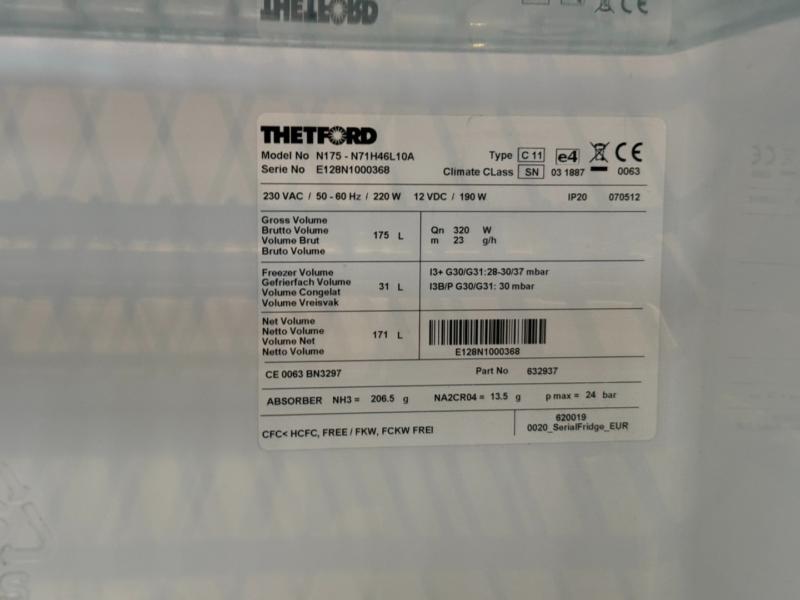 THETFORD
THETFORD
Model No N175 - N71H46L10A Type C 11 e4 CE
Serie No E128N1000368 Climate CLass SN 03 1887 0063
230 VAC / 50 - 60 Hz / 220 W 12 VDC / 190 W IP20 070512
Gross Volume
Brutto Volume
Volume Brut
Bruto Volume
175 L
Qn 320 W
m 23 g/h
Freezer Volume
Gefrierfach Volume
Volume Congelat
Volume Vreisvak
31 L
I3+ G30/G31:28-30/37 mbar
I3B/P G30/G31: 30 mbar
Net Volume
Netto Volume
Volume Net
Netto Volume
171 L
E128N1000368
CE 0063 BN3297 Part No 632937
ABSORBER NH3 = 206.5 g NA2CR04 = 13.5 g p max = 24 bar
CFC< HCFC, FREE / FKW, FCKW FREI
620019
0020_SerialFridge_EUR